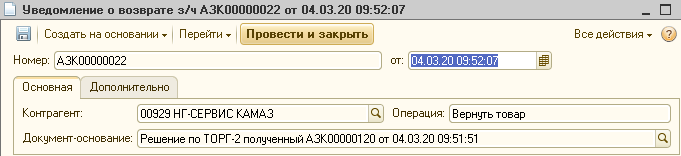 Уведомление о возврате з/ч АЗК00000022 от 04.03.20 09:52:07
Создать на основании Перейти Провести и закрыть Все действия ?
Номер: АЗК00000022 от: 04.03.20 09:52:07
Основная Дополнительно
Контрагент: 00929 НГ-СЕРВИС КАМАЗ Операция: Вернуть товар
Документ-основание: Решение по ТОРГ-2 полученный АЗК00000120 от 04.03.20 09:51:51